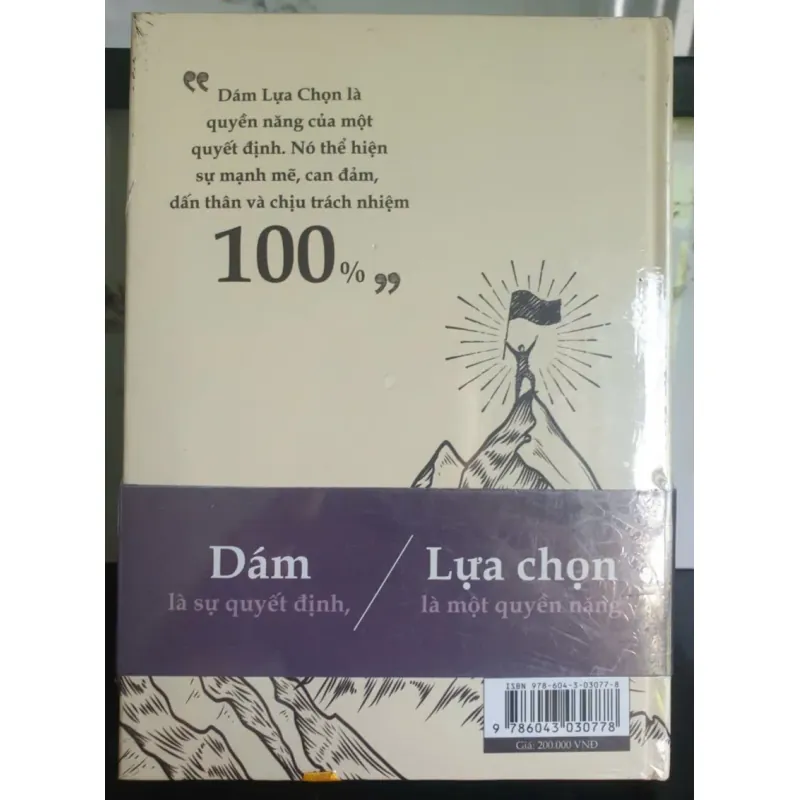 “ Dám Lựa Chọn là
quyền năng của một
quyết định. Nó thể hiện
sự mạnh mẽ, can đảm,
dấn thân và chịu trách nhiệm
100% ”
Dám / Lựa chọn
là sự quyết định, là một quyền năng
ISBN 978-604-3-03077-8
9 786043 030778
Giá: 200.000 VNĐ